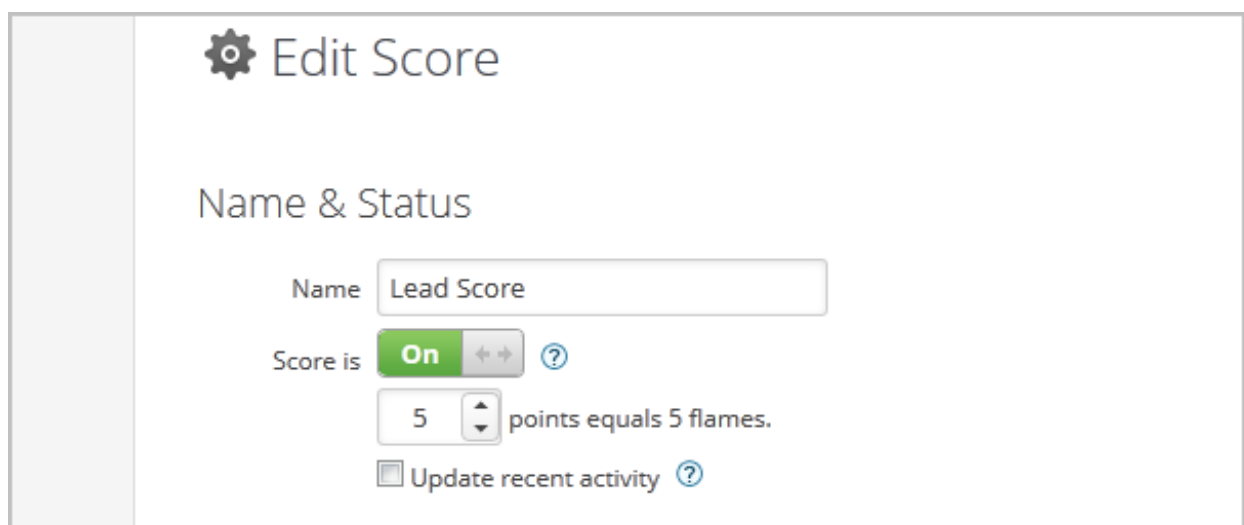 Edit Score
Name & Status
Name Lead Score
Score is On ?
5 points equals 5 flames.
Update recent activity ?